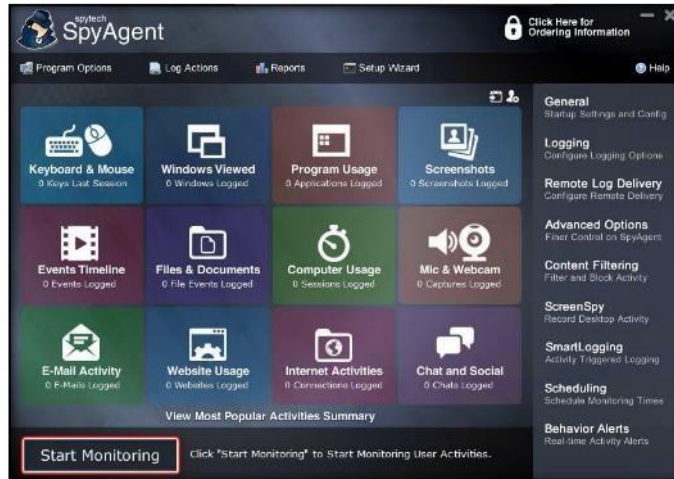 spytech
SpyAgent
Click Here for
Ordering Information
Program Options
Log Actions
Reports
Setup Wizard
Help
Keyboard & Mouse
0 Keys Last Session
Windows Viewed
0 Windows Logged
Program Usage
0 Applications Logged
Screenshots
0 Screenshots Logged
Events Timeline
0 Events Logged
Files & Documents
0 File Events Logged
Computer Usage
0 Sessions Logged
Mic & Webcam
0 Captures Logged
E-Mail Activity
0 E-Mails Logged
Website Usage
0 Websites Logged
Internet Activities
0 Connections Logged
Chat and Social
0 Chats Logged
View Most Popular Activities Summary
General
Startup Settings and Config
Logging
Configure Logging Options
Remote Log Delivery
Configure Remote Delivery
Advanced Options
Finer Control on SpyAgent
Content Filtering
Filter and Block Activity
ScreenSpy
Record Desktop Activity
SmartLogging
Activity Triggered Logging
Scheduling
Schedule Monitoring Times
Behavior Alerts
Real-time Activity Alerts
Start Monitoring
Click "Start Monitoring" to Start Monitoring User Activities.